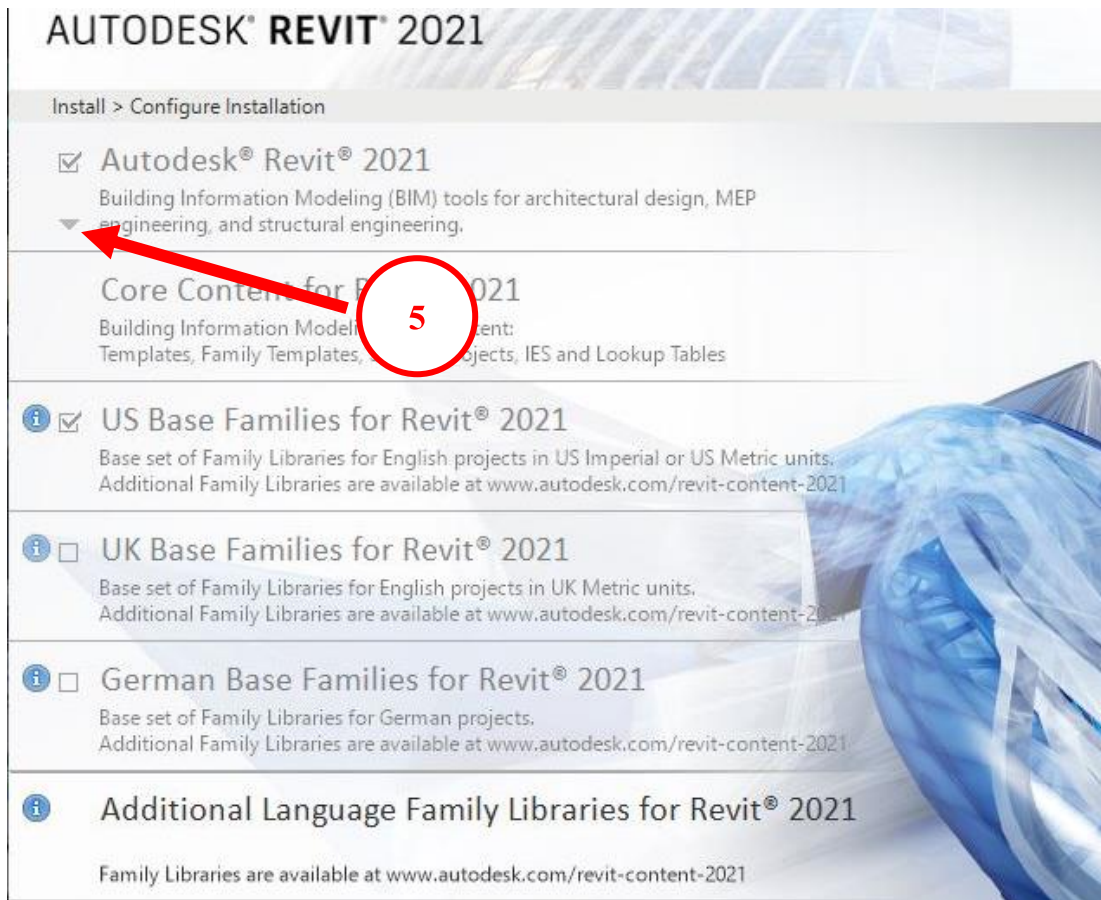 AUTODESK® REVIT® 2021
Install > Configure Installation
Autodesk® Revit® 2021
Building Information Modeling (BIM) tools for architectural design, MEP
engineering, and structural engineering.
Core Content for 2021
5
Building Information
Templates, Family Templates, IES and Lookup Tables
US Base Families for Revit® 2021
Base set of Family Libraries for English projects in US Imperial or US Metric units.
Additional Family Libraries are available at www.autodesk.com/revit-content-2021
UK Base Families for Revit® 2021
Base set of Family Libraries for English projects in UK Metric units.
Additional Family Libraries are available at www.autodesk.com/revit-content-2021
German Base Families for Revit® 2021
Base set of Family Libraries for German projects.
Additional Family Libraries are available at www.autodesk.com/revit-content-2021
Additional Language Family Libraries for Revit® 2021
Family Libraries are available at www.autodesk.com/revit-content-2021